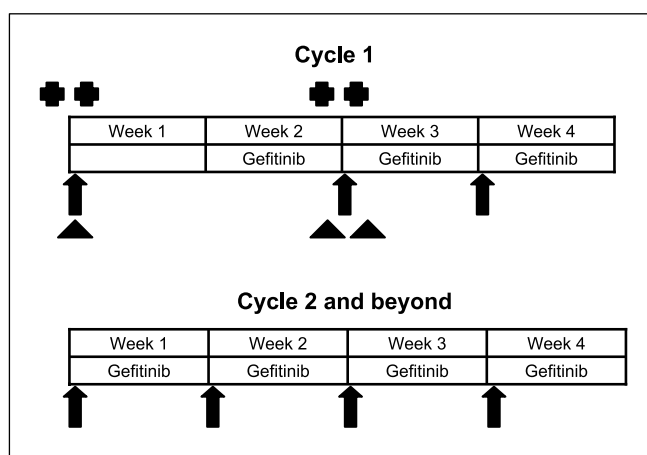 Cycle 1
Week 1 Week 2 Week 3 Week 4
Gefitinib Gefitinib Gefitinib
Cycle 2 and beyond
Week 1 Week 2 Week 3 Week 4
Gefitinib Gefitinib Gefitinib Gefitinib